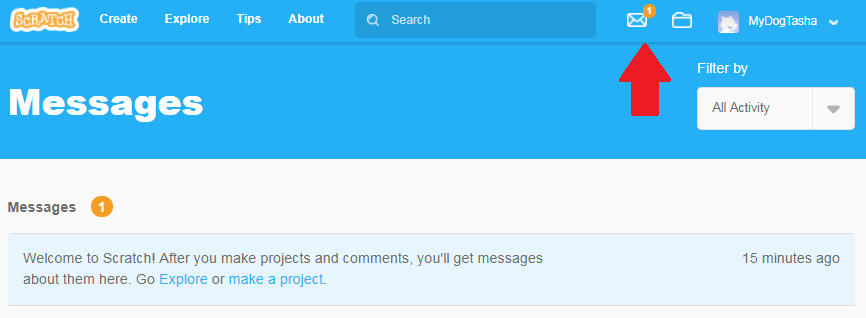 SCRATCH Create Explore Tips About Search 1 MyDogTasha
Filter by
Messages
All Activity
Messages 1
Welcome to Scratch! After you make projects and comments, you'll get messages 15 minutes ago
about them here. Go Explore or make a project.